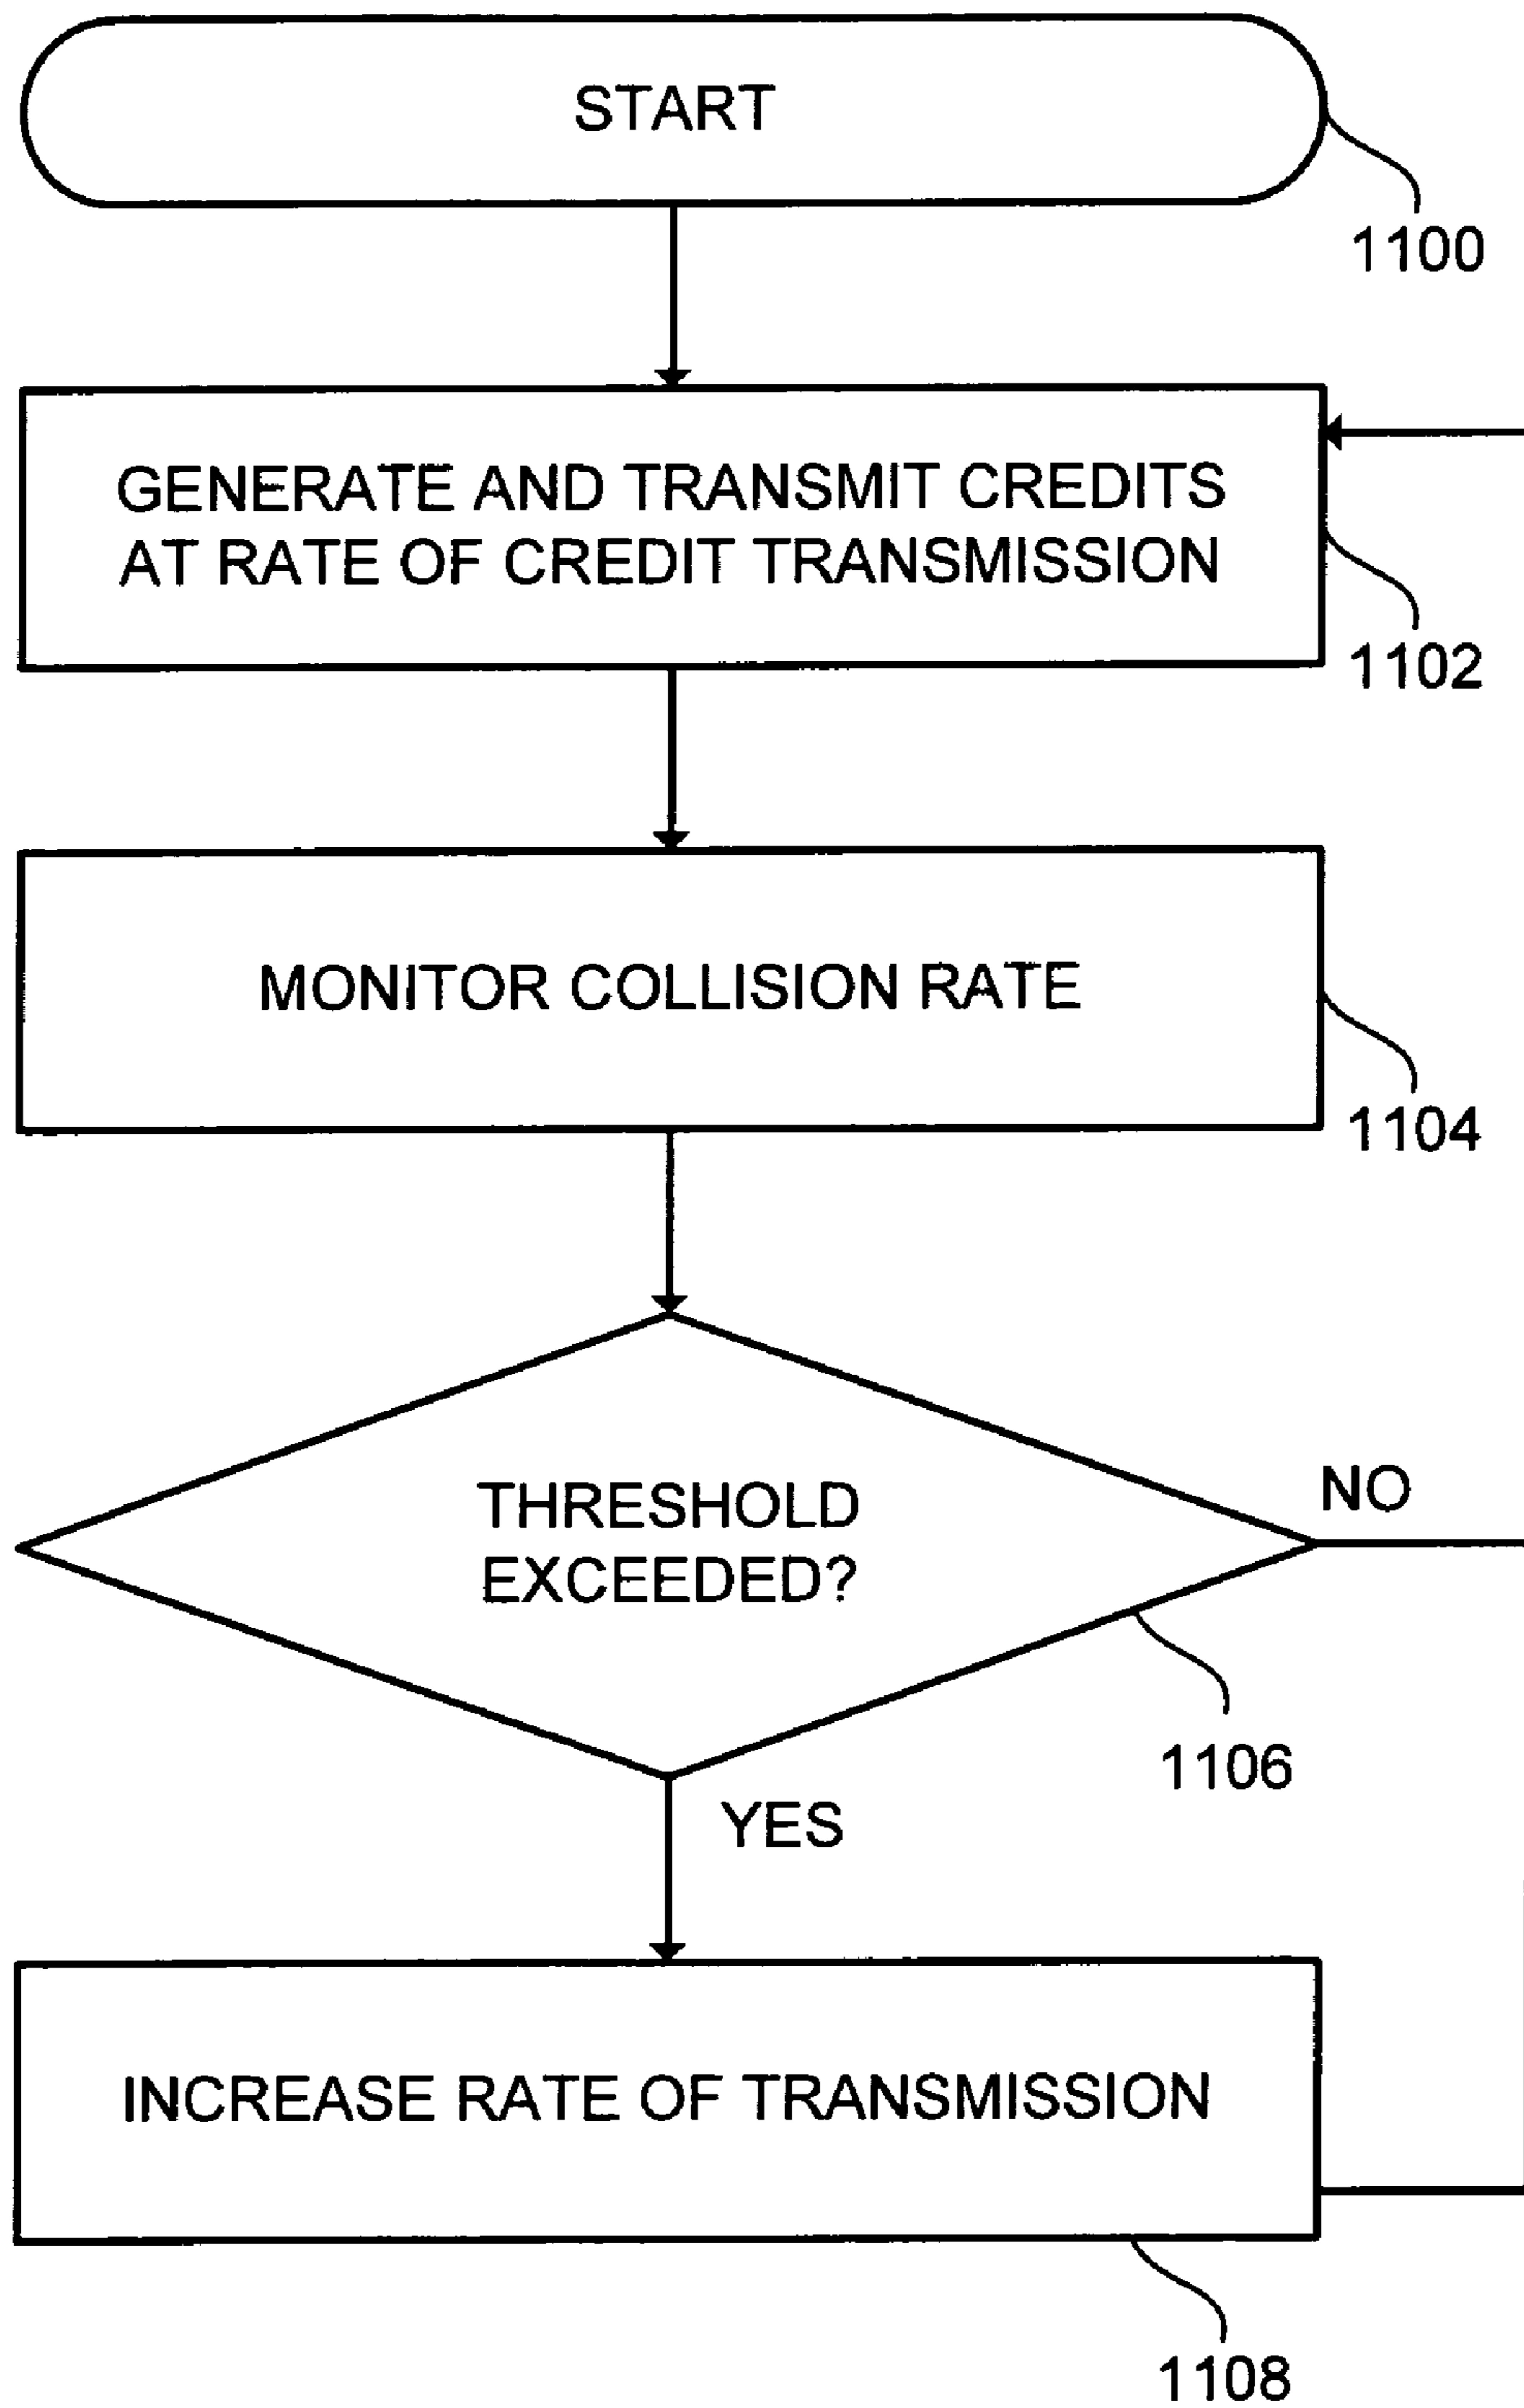 START
1100
GENERATE AND TRANSMIT CREDITS
AT RATE OF CREDIT TRANSMISSION
1102
MONITOR COLLISION RATE
1104
THRESHOLD
EXCEEDED?
NO
1106
YES
INCREASE RATE OF TRANSMISSION
1108